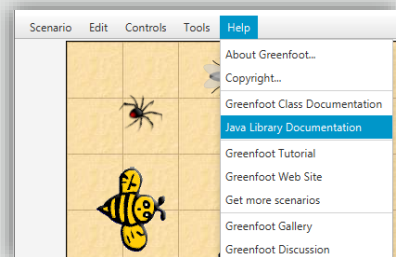 Scenario Edit Controls Tools Help
About Greenfoot...
Copyright...
Greenfoot Class Documentation
Java Library Documentation
Greenfoot Tutorial
Greenfoot Web Site
Get more scenarios
Greenfoot Gallery
Greenfoot Discussion